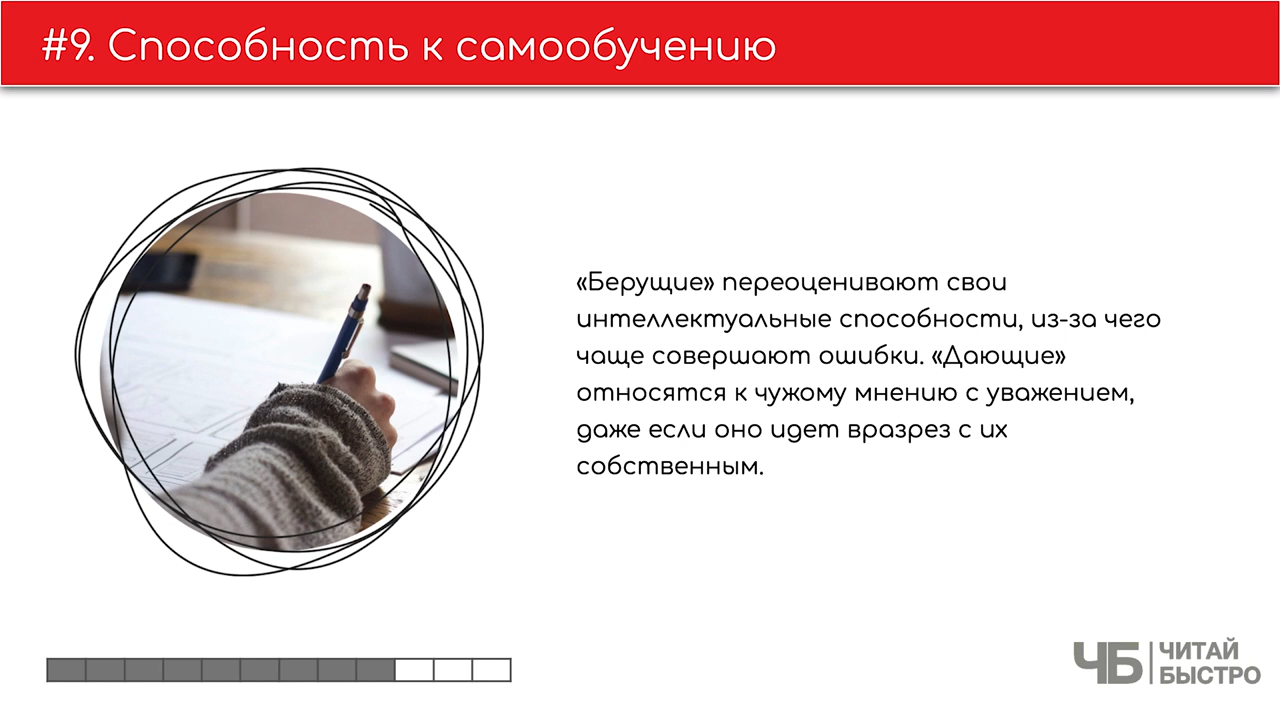 #9. Способность к самообучению
«Берущие» переоценивают свои
интеллектуальные способности, из-за чего
чаще совершают ошибки. «Дающие»
относятся к чужому мнению с уважением,
даже если оно идет вразрез с их
собственным.
ЧБ ЧИТАЙ
БЫСТРО